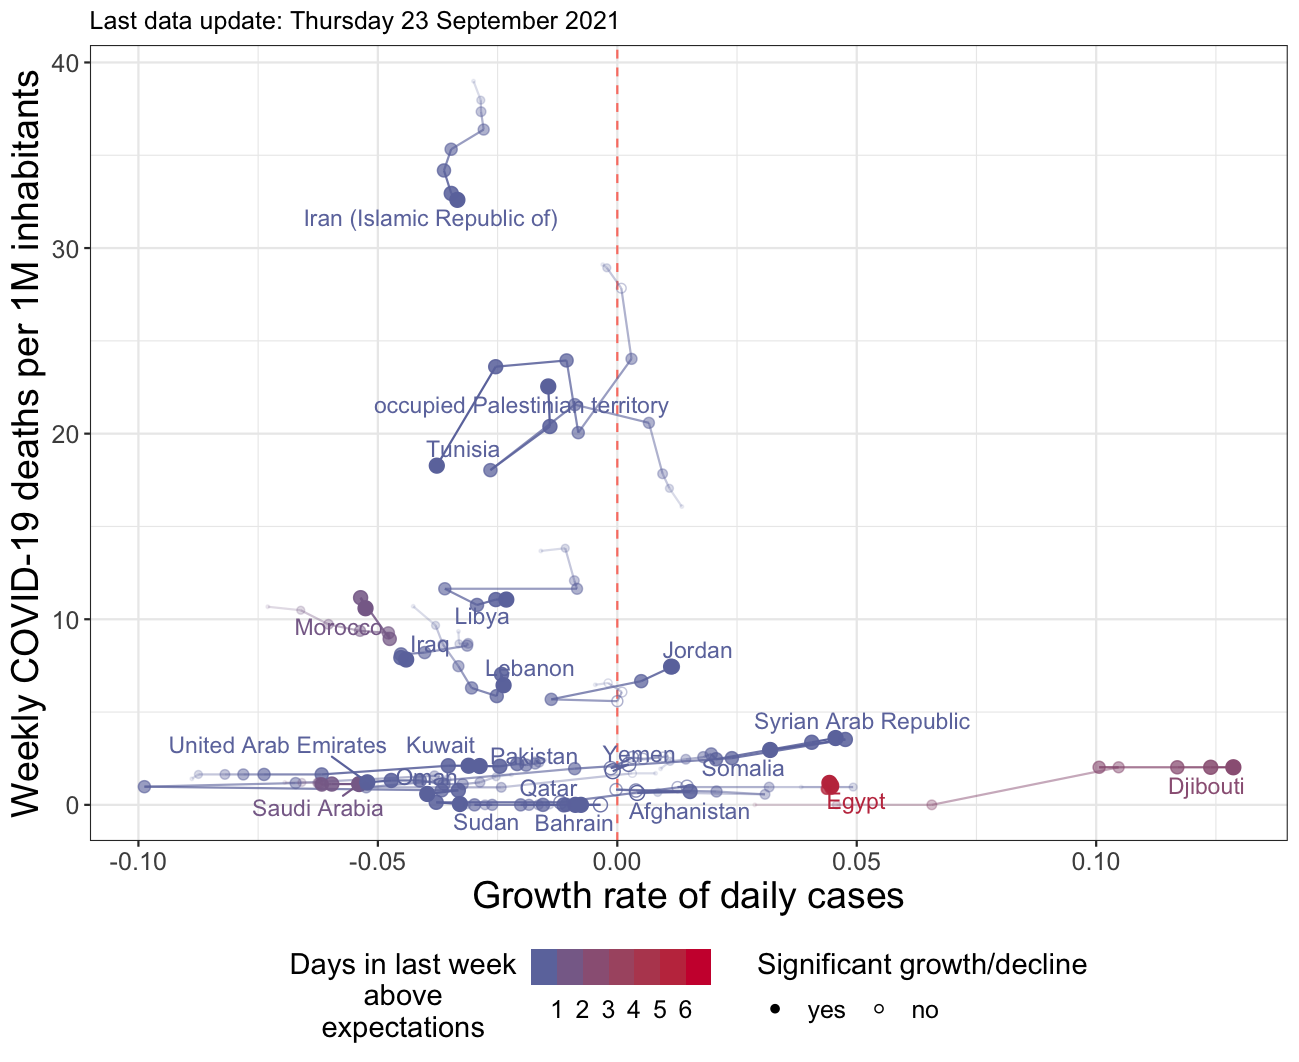 Last data update: Thursday 23 September 2021
Weekly COVID-19 deaths per 1M inhabitants
40
30
20
10
0
Iran (Islamic Republic of)
occupied Palestinian territory
Tunisia
Libya
Morocco
Iraq
Lebanon
Jordan
Syrian Arab Republic
United Arab Emirates
Kuwait
Pakistan
Yemen
Somalia
Oman
Qatar
Saudi Arabia
Sudan
Bahrain
Afghanistan
Egypt
Djibouti
-0.10
-0.05
0.00
0.05
0.10
Growth rate of daily cases
Days in last week
above
expectations
1 2 3 4 5 6
Significant growth/decline
yes
no